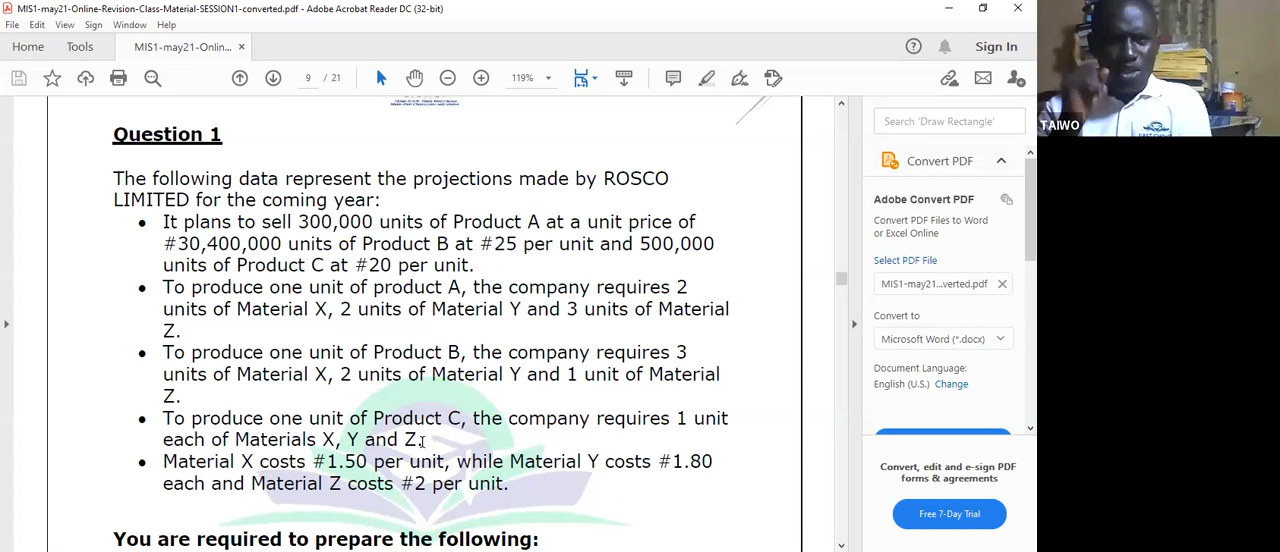 MIS1-may21-Online-Revision-Class-Material-SESSION1-converted.pdf - Adobe Acrobat Reader DC (32-bit)
File Edit View Sign Window Help
Home Tools MIS1-may21-Onlin... × Sign In
9 / 21 119%
Question 1
The following data represent the projections made by ROSCO
LIMITED for the coming year:
• It plans to sell 300,000 units of Product A at a unit price of
#30,400,000 units of Product B at #25 per unit and 500,000
units of Product C at #20 per unit.
• To produce one unit of product A, the company requires 2
units of Material X, 2 units of Material Y and 3 units of Material
Z.
• To produce one unit of Product B, the company requires 3
units of Material X, 2 units of Material Y and 1 unit of Material
Z.
• To produce one unit of Product C, the company requires 1 unit
each of Materials X, Y and Z.
• Material X costs #1.50 per unit, while Material Y costs #1.80
each and Material Z costs #2 per unit.
You are required to prepare the following:
Search 'Draw Rectangle'
Convert PDF
Adobe Convert PDF
Convert PDF Files to Word
or Excel Online
Select PDF File
MIS1-may21...verted.pdf
Convert to
Microsoft Word (*.docx)
Document Language:
English (U.S.) Change
Convert, edit and e-sign PDF
forms & agreements
Free 7-Day Trial
TAIWO